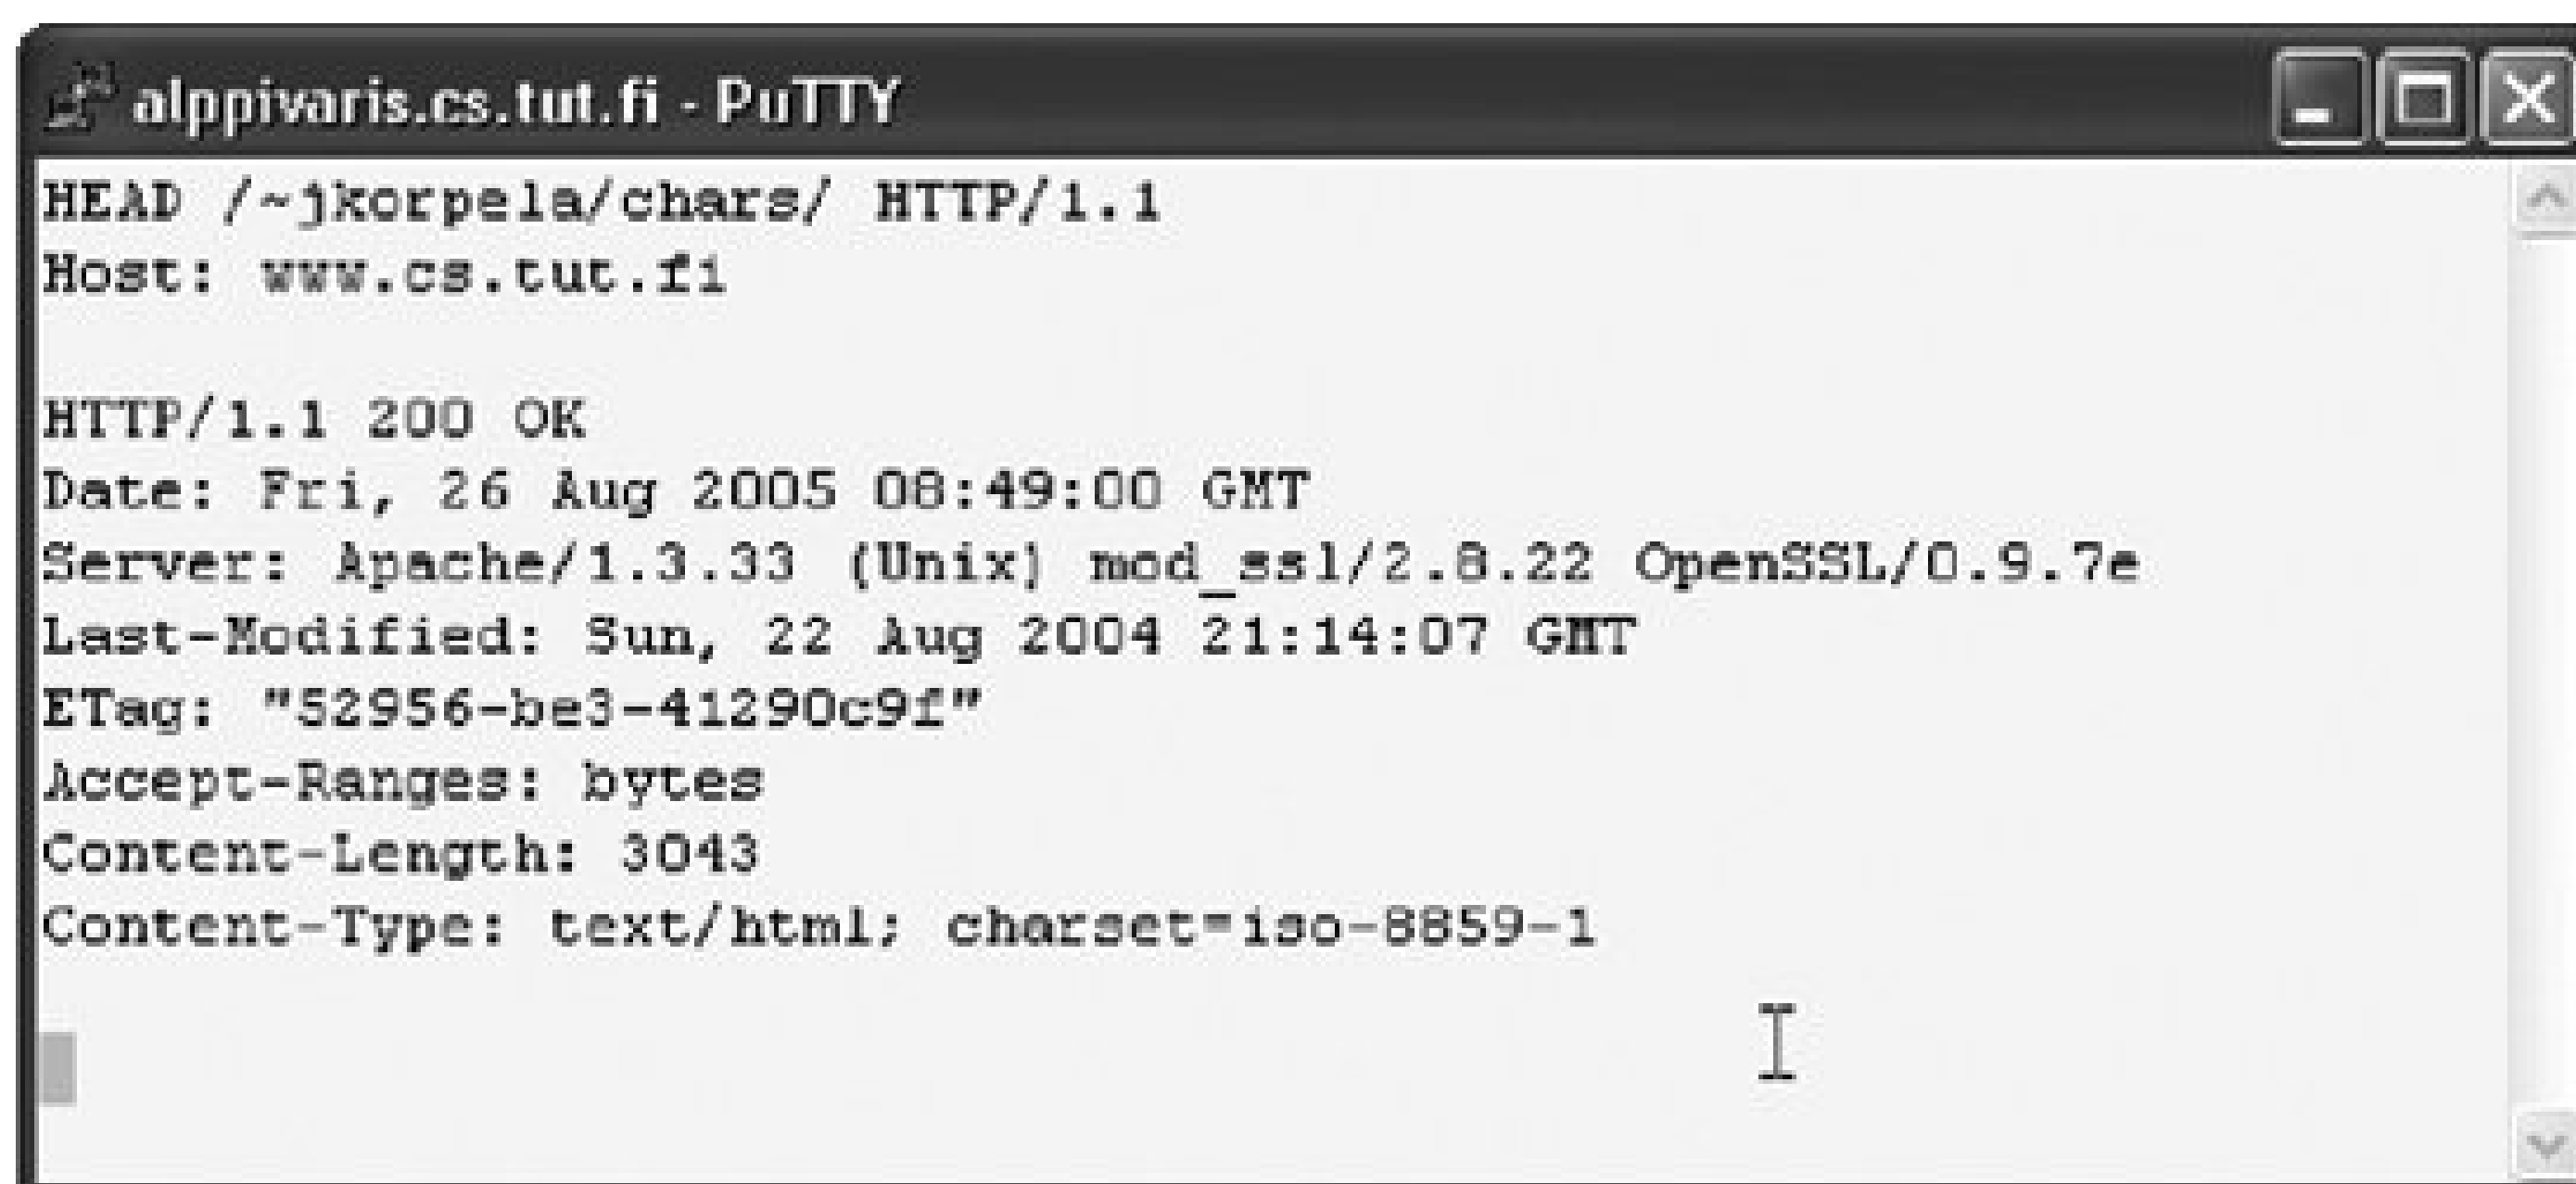 alppivaris.cs.tut.fi - PuTTY
HEAD /~jkorpela/chars/ HTTP/1.1
Host: www.cs.tut.fi
HTTP/1.1 200 OK
Date: Fri, 26 Aug 2005 08:49:00 GMT
Server: Apache/1.3.33 (Unix) mod_ssl/2.8.22 OpenSSL/0.9.7e
Last-Modified: Sun, 22 Aug 2004 21:14:07 GMT
ETag: "52956-be3-41290c9f"
Accept-Ranges: bytes
Content-Length: 3043
Content-Type: text/html; charset=iso-8859-1